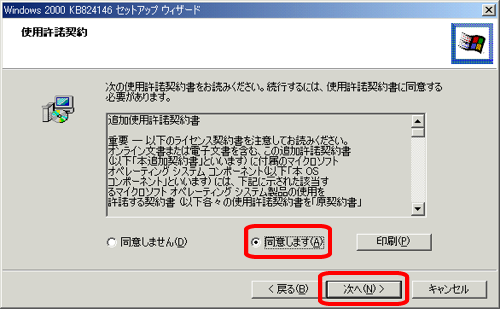 Windows 2000 KB824146 セットアップ ウィザード
使用許諾契約
次の使用許諾契約書をお読みください。続行するには、使用許諾契約書に同意する
必要があります。
追加使用許諾契約書
重要 ― 以下のライセンス契約書を注意してお読みください。
オンライン文書または電子文書を含む、この追加許諾契約書
(以下「本追加契約書」といいます) に付属のマイクロソフト
オペレーティング システム コンポーネント(以下「本 OS
コンポーネント」といいます) には、下記に示された該当す
るマイクロソフト オペレーティング システム製品の使用を
許諾する契約書 (以下各々の使用許諾契約書を「原契約書」
同意しません(D)
同意します(A)
印刷(P)
< 戻る(B)
次へ(N) >
キャンセル